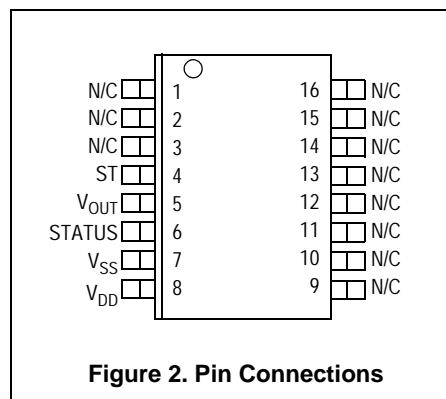 N/C 1 16 N/C
N/C 2 15 N/C
N/C 3 14 N/C
ST 4 13 N/C
VOUT 5 12 N/C
STATUS 6 11 N/C
VSS 7 10 N/C
VDD 8 9 N/C
Figure 2. Pin Connections